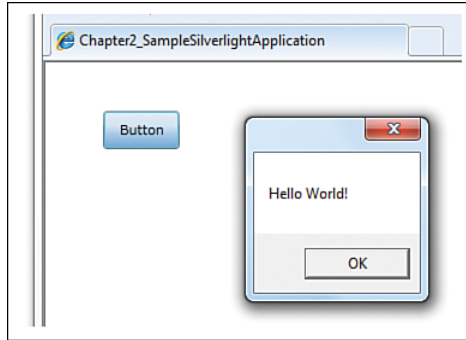 Chapter2_SampleSilverlightApplication
Button
Hello World!
OK